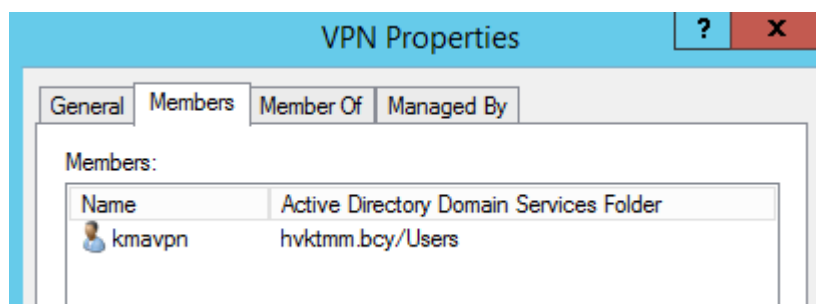 VPN Properties ? x
General Members Member Of Managed By
Members:
Name Active Directory Domain Services Folder
kmavpn hvktmm.bcy/Users